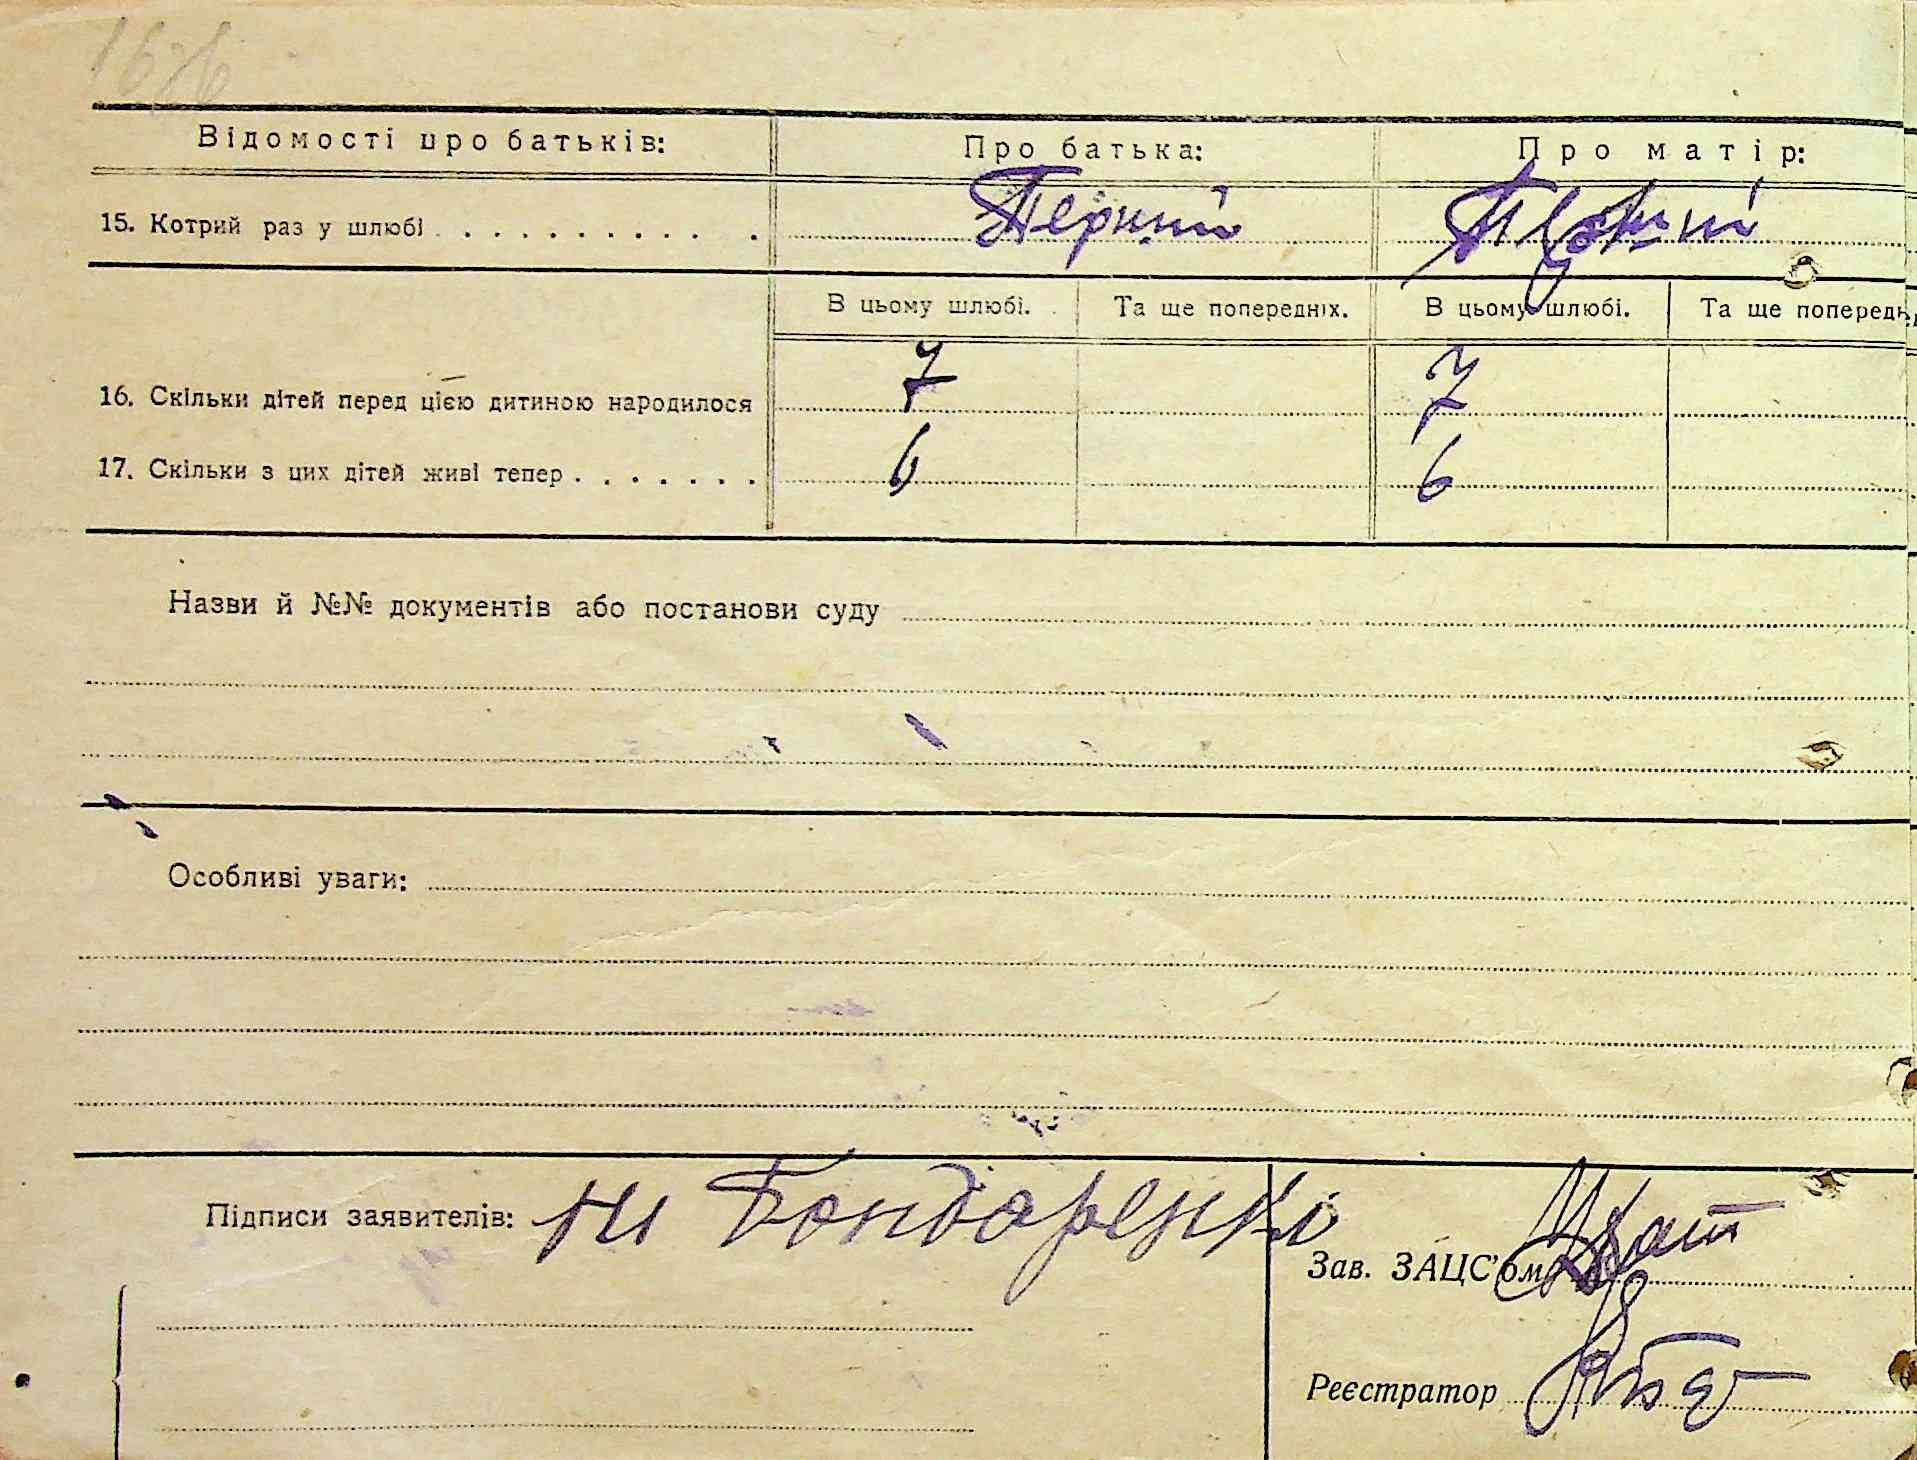 Відомості про батьків: Про батька: Про матір:
15. Котрий раз у шлюбі . . . . . . . . . . . Перший Перший
В цьому шлюбі. Та ще попередніх. В цьому шлюбі. Та ще поперед
16. Скільки дітей перед цією дитиною народилося 7 7
17. Скільки з цих дітей живі тепер . . . . . . . 6 6
Назви й №№ документів або постанови суду
Особливі уваги:
Підписи заявителів: Бондаренко
Зав. ЗАЦС'ом
Реєстратор